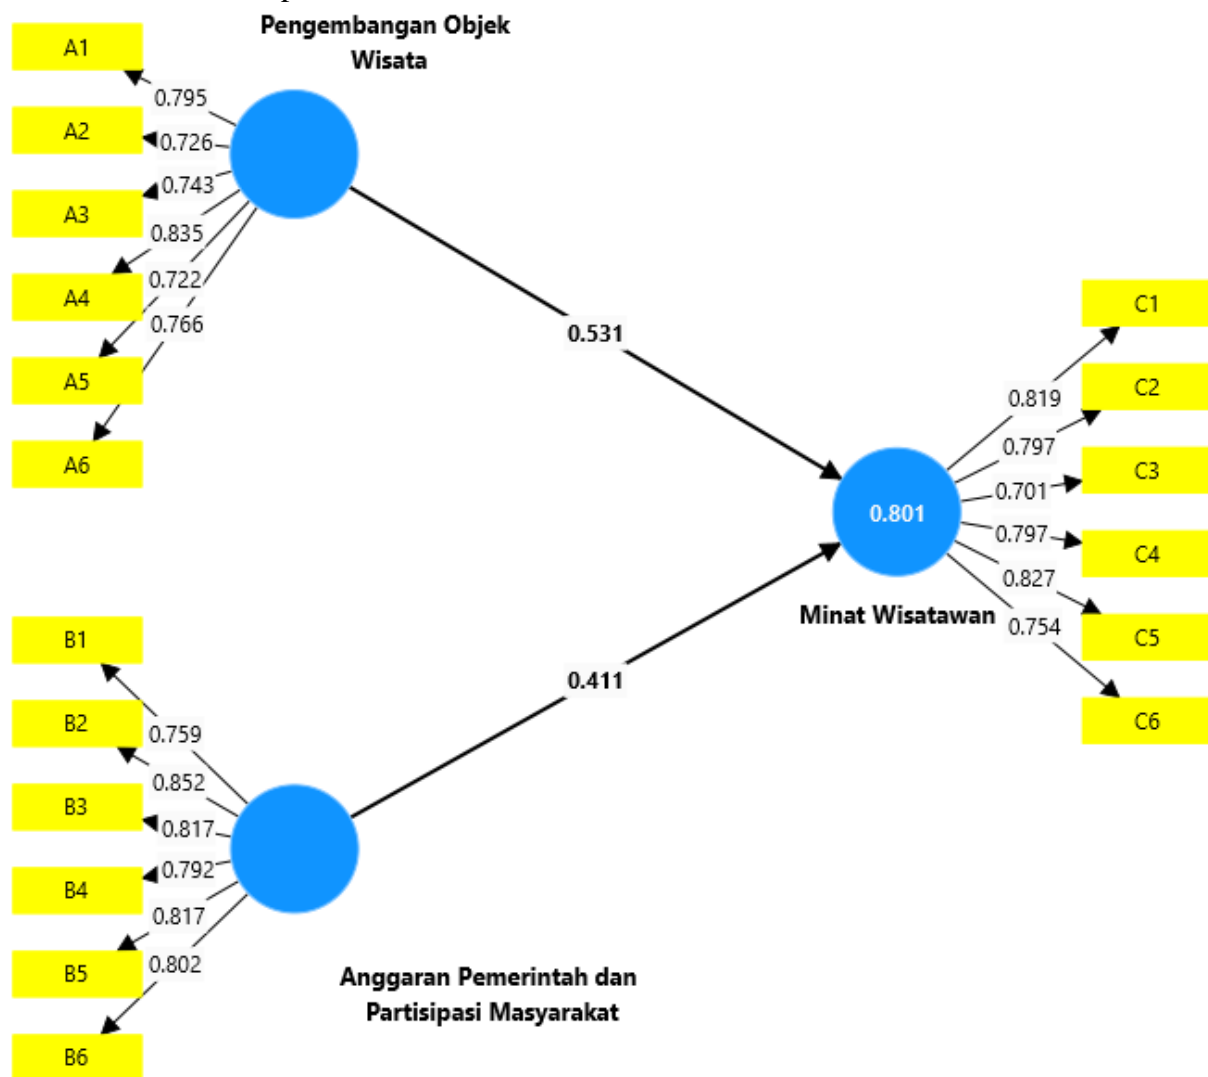 Pengembangan Objek
Wisata
A1
0.795
A2
0.726
A3
0.743
A4
0.835
A5
0.722
A6
0.766
0.531
C1
0.819
C2
0.797
C3
0.701
C4
0.797
C5
0.827
C6
0.754
0.801
Minat Wisatawan
0.411
B1
0.759
B2
0.852
B3
0.817
B4
0.792
B5
0.817
B6
0.802
Anggaran Pemerintah dan
Partisipasi Masyarakat